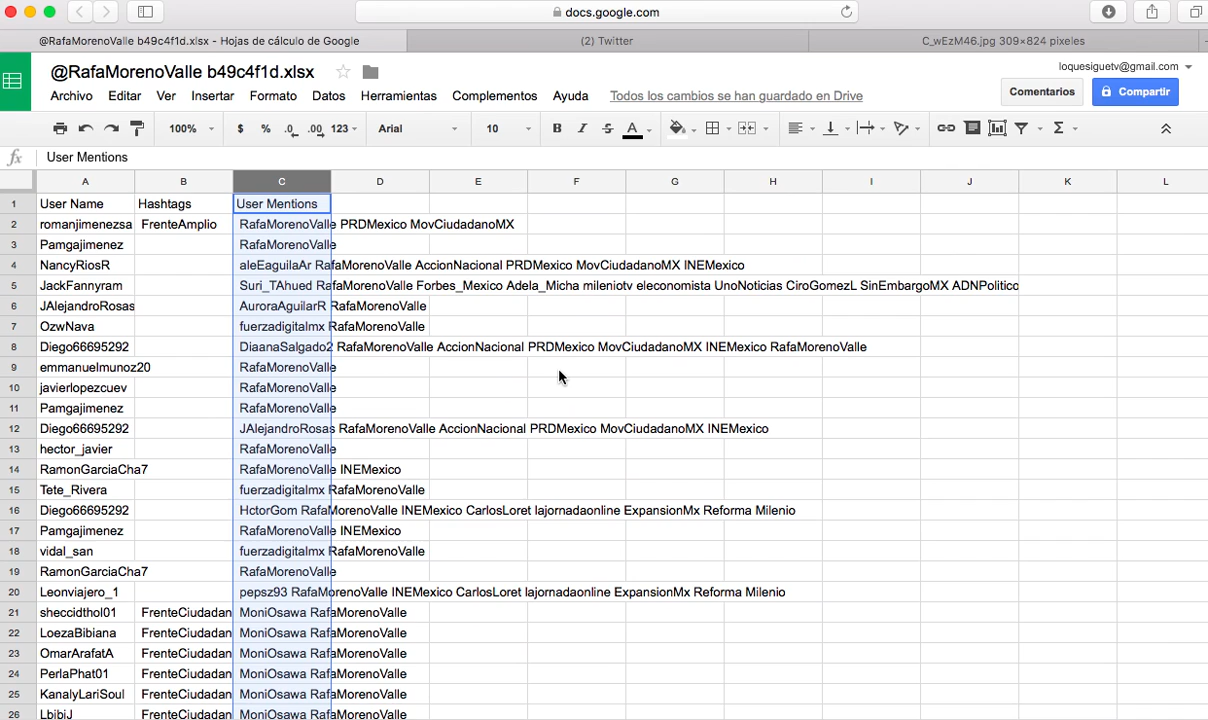 docs.google.com
@RafaMorenoValle b49c4f1d.xlsx - Hojas de cálculo de Google
(2) Twitter
C_wEzM46.jpg 309×824 pixeles
@RafaMorenoValle b49c4f1d.xlsx
loquesiguetv@gmail.com
Archivo Editar Ver Insertar Formato Datos Herramientas Complementos Ayuda Todos los cambios se han guardado en Drive
Comentarios Compartir
100% $ % .0 .00 123 Arial 10 B I S A Σ
fx User Mentions
A B C D E F G H I J K L
1 User Name Hashtags User Mentions
2 romanjimenezsa FrenteAmplio RafaMorenoValle PRDMexico MovCiudadanoMX
3 Pamgajimenez RafaMorenoValle
4 NancyRiosR aleEaguilaAr RafaMorenoValle AccionNacional PRDMexico MovCiudadanoMX INEMexico
5 JackFannyram Suri_TAhued RafaMorenoValle Forbes_Mexico Adela_Micha mileniotv eleconomista UnoNoticias CiroGomezL SinEmbargoMX ADNPolitico
6 JAlejandroRosas AuroraAguilarR RafaMorenoValle
7 OzwNava fuerzadigitalmx RafaMorenoValle
8 Diego66695292 DiaanaSalgado2 RafaMorenoValle AccionNacional PRDMexico MovCiudadanoMX INEMexico RafaMorenoValle
9 emmanuelmunoz20 RafaMorenoValle
10 javierlopezcuev RafaMorenoValle
11 Pamgajimenez RafaMorenoValle
12 Diego66695292 JAlejandroRosas RafaMorenoValle AccionNacional PRDMexico MovCiudadanoMX INEMexico
13 hector_javier RafaMorenoValle
14 RamonGarciaCha7 RafaMorenoValle INEMexico
15 Tete_Rivera fuerzadigitalmx RafaMorenoValle
16 Diego66695292 HctorGom RafaMorenoValle INEMexico CarlosLoret lajornadaonline ExpansionMx Reforma Milenio
17 Pamgajimenez RafaMorenoValle INEMexico
18 vidal_san fuerzadigitalmx RafaMorenoValle
19 RamonGarciaCha7 RafaMorenoValle
20 Leonviajero_1 pepsz93 RafaMorenoValle INEMexico CarlosLoret lajornadaonline ExpansionMx Reforma Milenio
21 sheccidthol01 FrenteCiudadan MoniOsawa RafaMorenoValle
22 LoezaBibiana FrenteCiudadan MoniOsawa RafaMorenoValle
23 OmarArafatA FrenteCiudadan MoniOsawa RafaMorenoValle
24 PerlaPhat01 FrenteCiudadan MoniOsawa RafaMorenoValle
25 KanalyLariSoul FrenteCiudadan MoniOsawa RafaMorenoValle
26 LbibiJ FrenteCiudadan MoniOsawa RafaMorenoValle